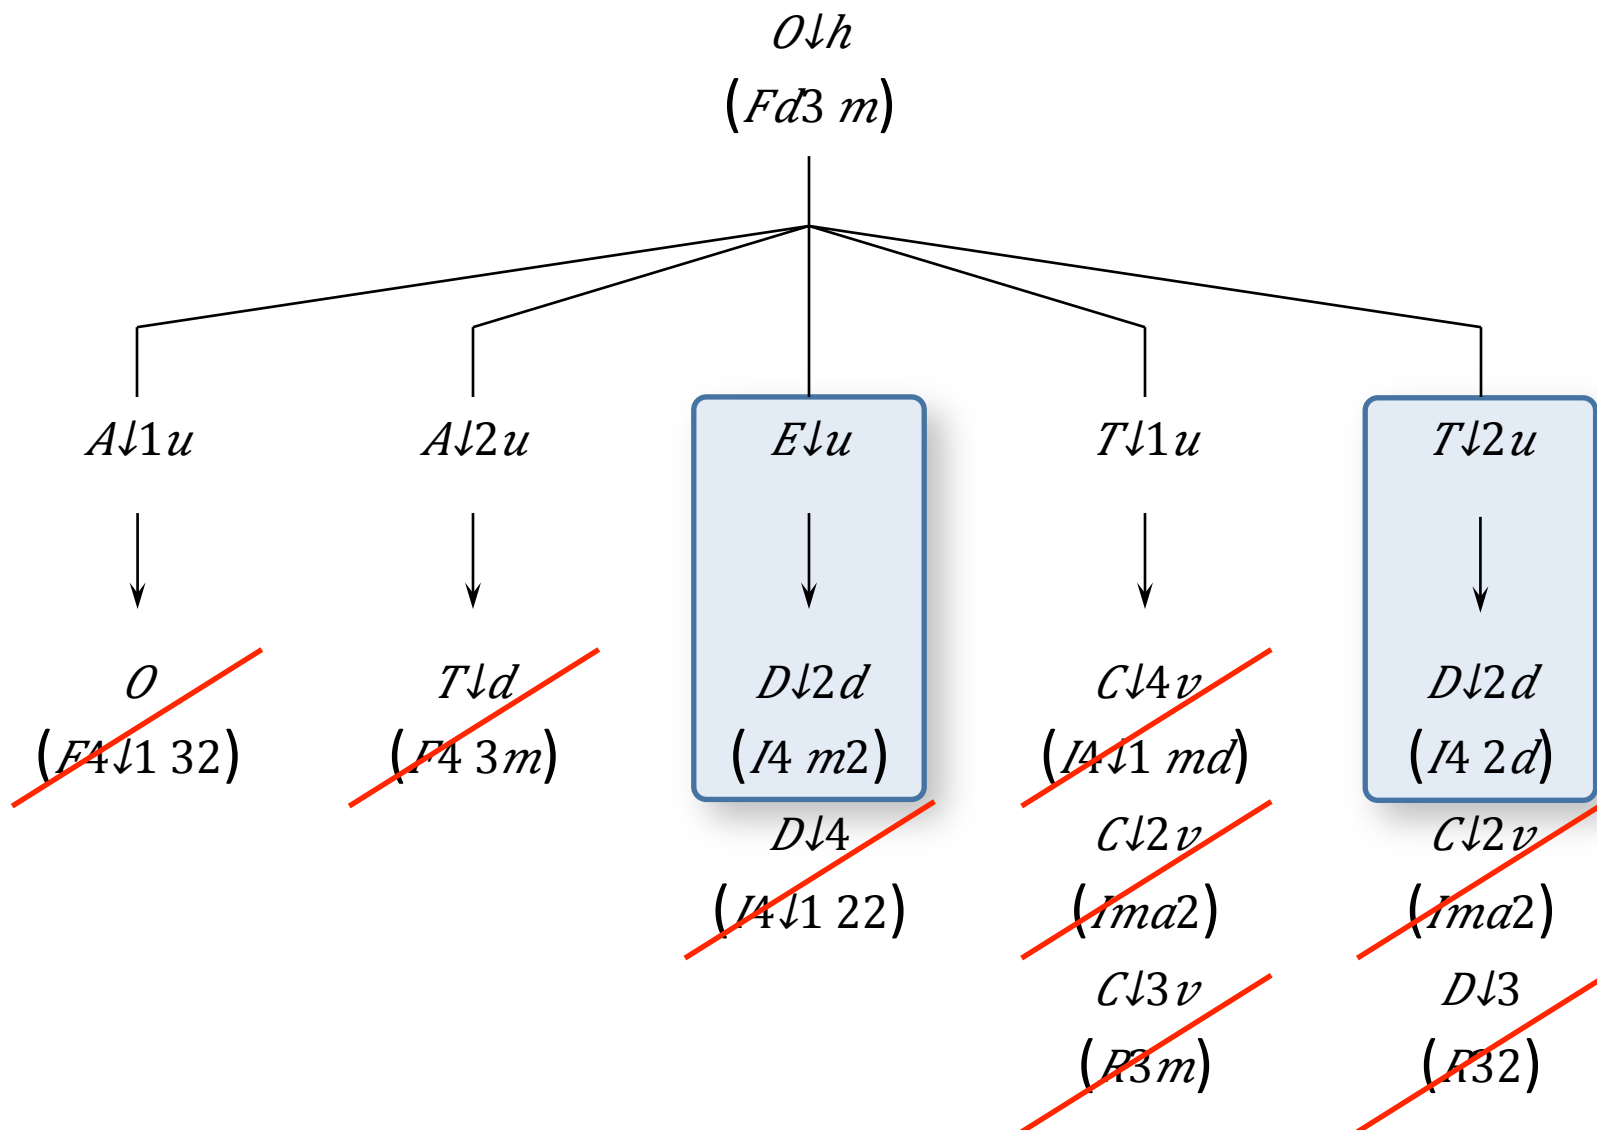 O↓h
(Fd3 m)
A↓1u
A↓2u
E↓u
T↓1u
T↓2u
O
(F4↓1 32)
T↓d
(F4 3m)
D↓2d
(I4 m2)
D↓4
(I4↓1 22)
C↓4v
(I4↓1 md)
C↓2v
(Ima2)
C↓3v
(R3m)
D↓2d
(I4 2d)
C↓2v
(Ima2)
D↓3
(R32)